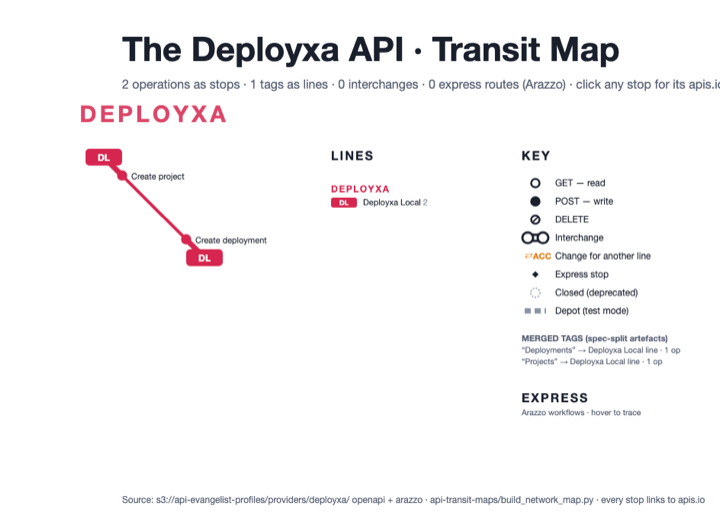 The Deployxa API · Transit Map
2 operations as stops · 1 tags as lines · 0 interchanges · 0 express routes (Arazzo) · click any stop for its apis.io
DEPLOYXA
DL
Create project
Create deployment
DL
LINES
DEPLOYXA
DL Deployxa Local 2
KEY
GET — read
POST — write
DELETE
Interchange
⇄ACC Change for another line
Express stop
Closed (deprecated)
Depot (test mode)
MERGED TAGS (spec-split artefacts)
"Deployments" → Deployxa Local line · 1 op
"Projects" → Deployxa Local line · 1 op
EXPRESS
Arazzo workflows · hover to trace
Source: s3://api-evangelist-profiles/providers/deployxa/ openapi + arazzo · api-transit-maps/build_network_map.py · every stop links to apis.io